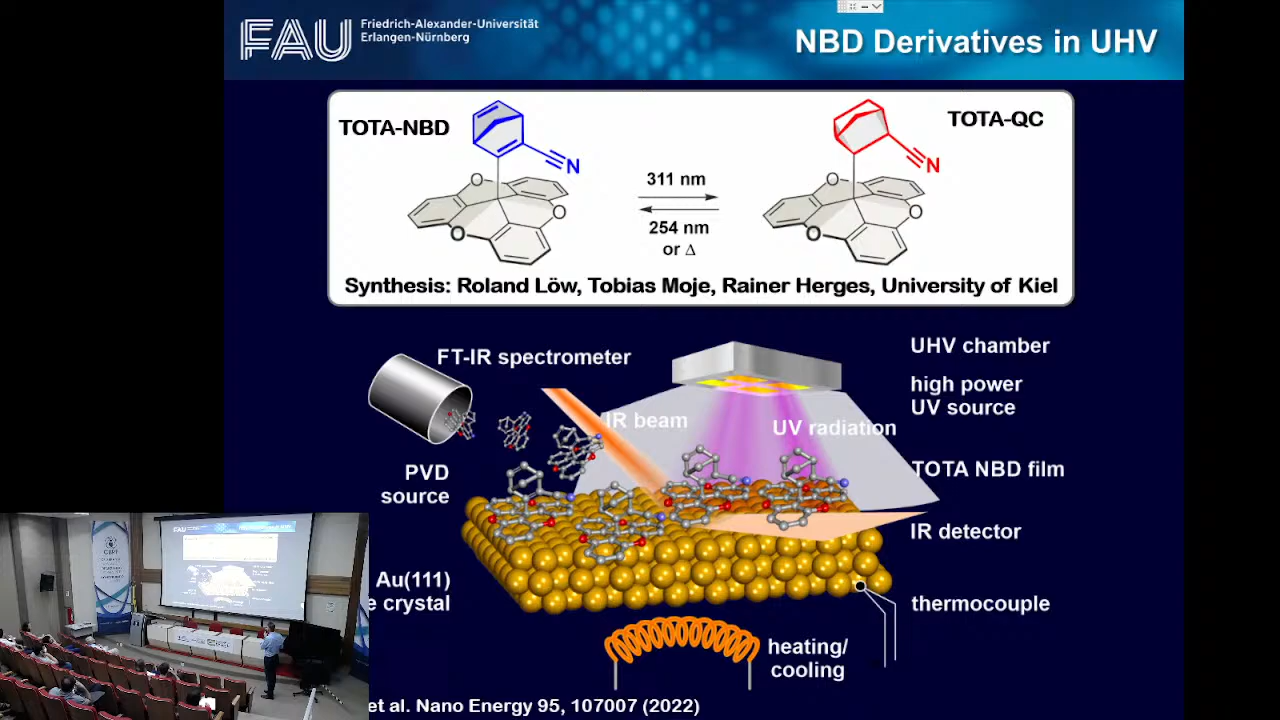 FAU
Friedrich-Alexander-Universität
Erlangen-Nürnberg
NBD Derivatives in UHV
TOTA-NBD
TOTA-QC
N
N
O
O
O
O
O
O
311 nm
254 nm
or Δ
Synthesis: Roland Löw, Tobias Moje, Rainer Herges, University of Kiel
FT-IR spectrometer
UHV chamber
high power
UV source
IR beam
UV radiation
PVD
source
TOTA NBD film
IR detector
Au(111)
e crystal
thermocouple
heating/
cooling
et al. Nano Energy 95, 107007 (2022)
FAU